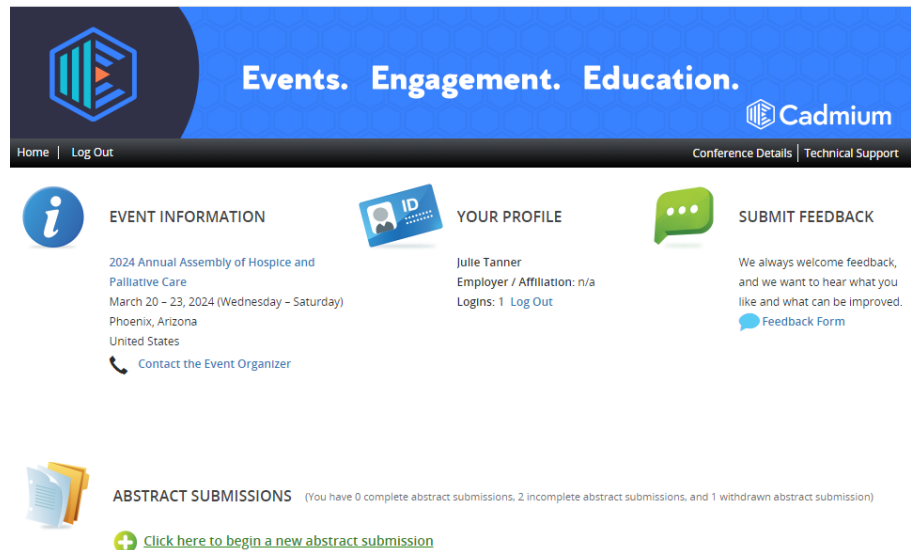 Events. Engagement. Education.
Cadmium
Home | Log Out
Conference Details | Technical Support
EVENT INFORMATION
2024 Annual Assembly of Hospice and
Palliative Care
March 20 – 23, 2024 (Wednesday – Saturday)
Phoenix, Arizona
United States
Contact the Event Organizer
ID
YOUR PROFILE
Julie Tanner
Employer / Affiliation: n/a
Logins: 1 Log Out
SUBMIT FEEDBACK
We always welcome feedback,
and we want to hear what you
like and what can be improved.
Feedback Form
ABSTRACT SUBMISSIONS (You have 0 complete abstract submissions, 2 incomplete abstract submissions, and 1 withdrawn abstract submission)
Click here to begin a new abstract submission